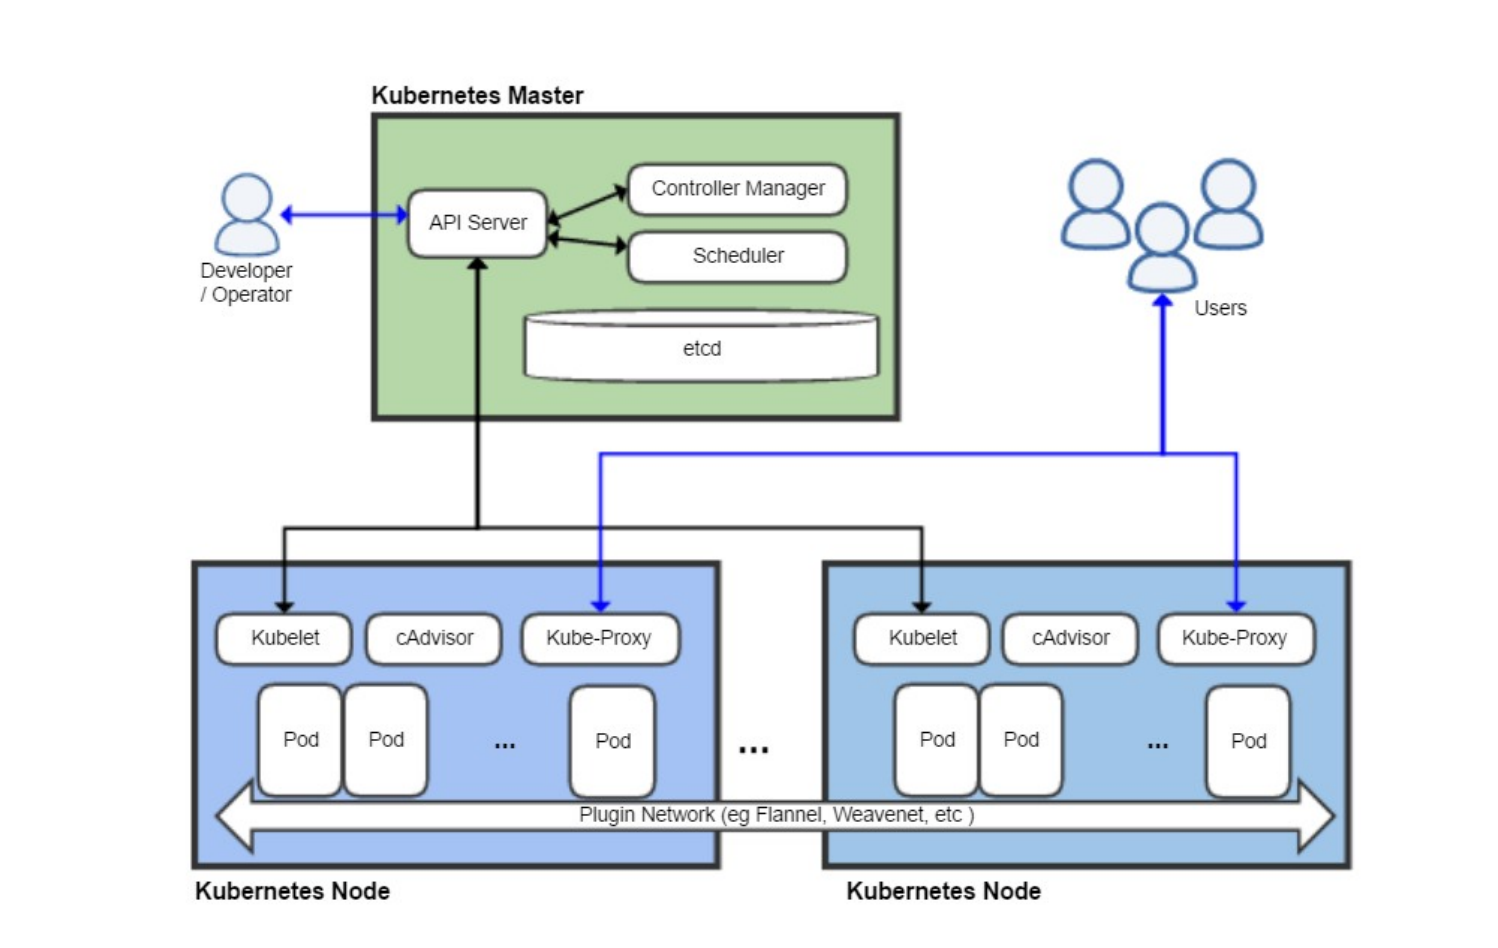 Kubernetes Master
Controller Manager
API Server
Scheduler
etcd
Developer
/ Operator
Users
Kubelet
cAdvisor
Kube-Proxy
Pod
Pod
...
Pod
...
Kubelet
cAdvisor
Kube-Proxy
Pod
Pod
...
Pod
Plugin Network (eg Flannel, Weavenet, etc )
Kubernetes Node
Kubernetes Node